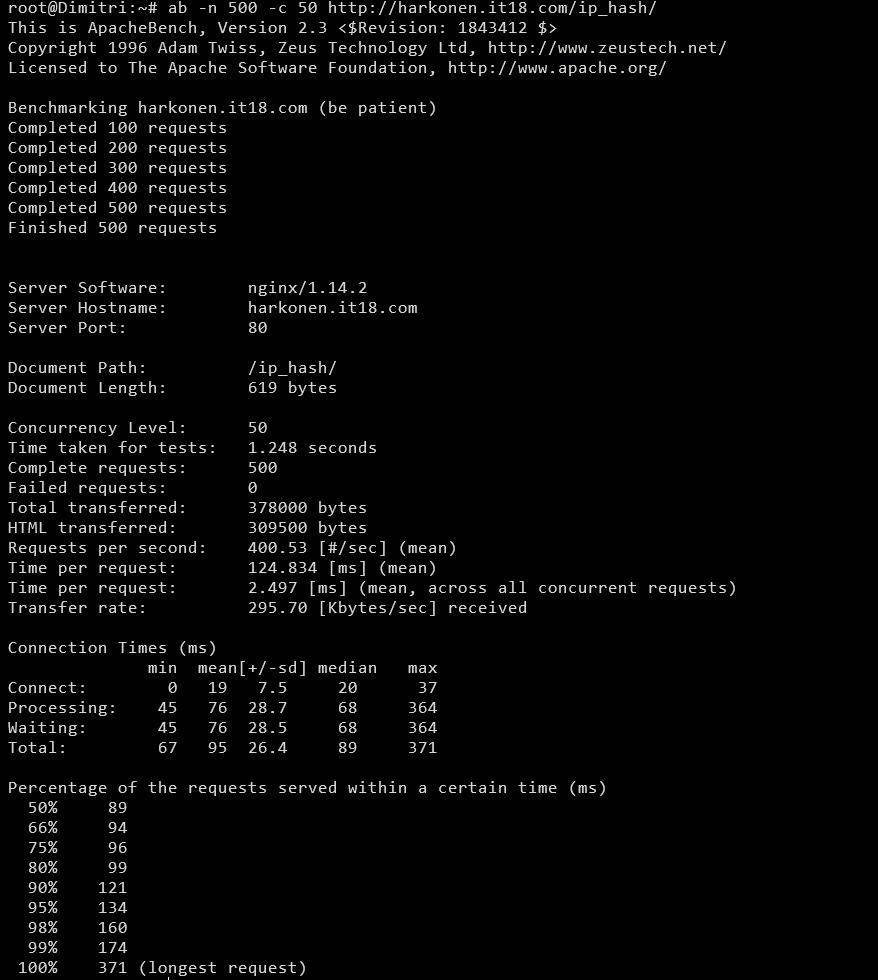 root@Dimitri:~# ab -n 500 -c 50 http://harkonen.it18.com/ip_hash/
This is ApacheBench, Version 2.3 <$Revision: 1843412 $>
Copyright 1996 Adam Twiss, Zeus Technology Ltd, http://www.zeustech.net/
Licensed to The Apache Software Foundation, http://www.apache.org/

Benchmarking harkonen.it18.com (be patient)
Completed 100 requests
Completed 200 requests
Completed 300 requests
Completed 400 requests
Completed 500 requests
Finished 500 requests


Server Software:        nginx/1.14.2
Server Hostname:        harkonen.it18.com
Server Port:            80

Document Path:          /ip_hash/
Document Length:        619 bytes

Concurrency Level:      50
Time taken for tests:   1.248 seconds
Complete requests:      500
Failed requests:        0
Total transferred:      378000 bytes
HTML transferred:       309500 bytes
Requests per second:    400.53 [#/sec] (mean)
Time per request:       124.834 [ms] (mean)
Time per request:       2.497 [ms] (mean, across all concurrent requests)
Transfer rate:          295.70 [Kbytes/sec] received

Connection Times (ms)
              min  mean[+/-sd] median   max
Connect:        0   19   7.5     20      37
Processing:    45   76  28.7     68     364
Waiting:       45   76  28.5     68     364
Total:         67   95  26.4     89     371

Percentage of the requests served within a certain time (ms)
  50%     89
  66%     94
  75%     96
  80%     99
  90%    121
  95%    134
  98%    160
  99%    174
 100%    371 (longest request)